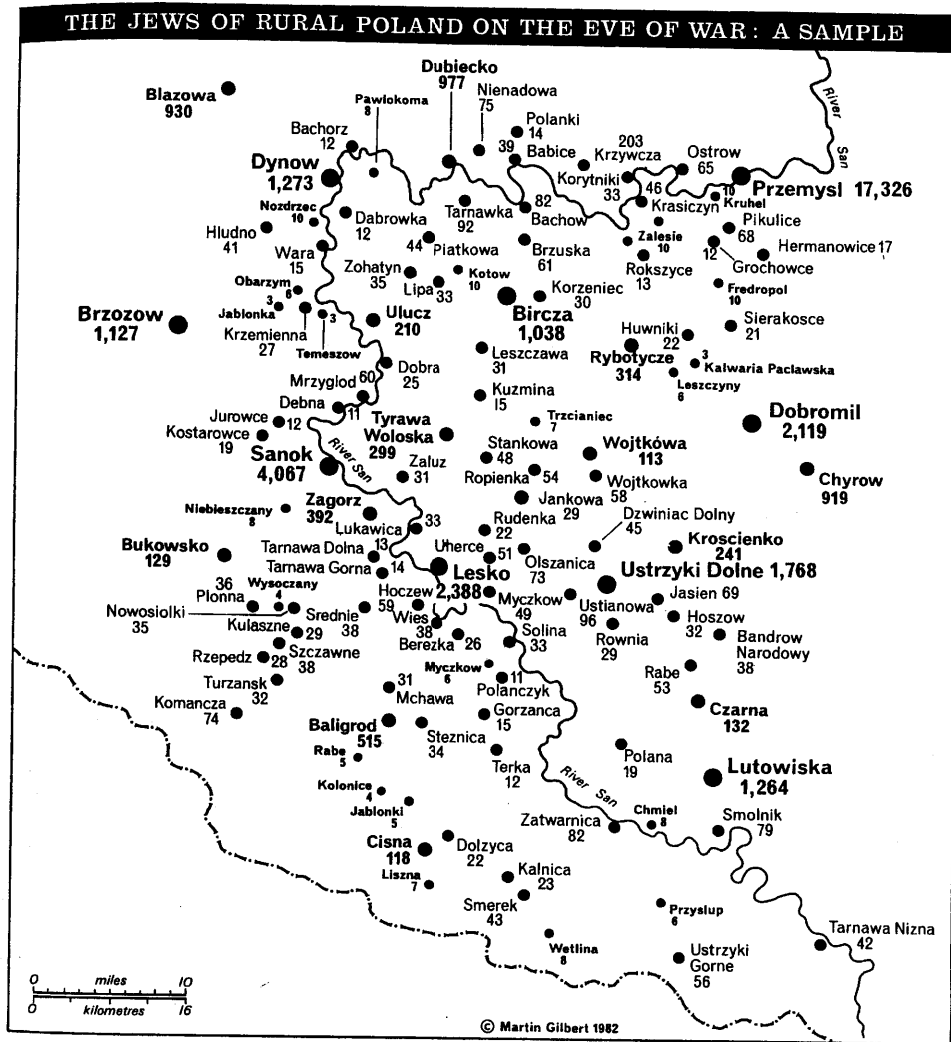 THE JEWS OF RURAL POLAND ON THE EVE OF WAR: A SAMPLE
Blazowa
930
Pawlokoma
8
Dubiecko
977
Nienadowa
75
Polanki
14
River San
Bachorz
12
39
Babice
203
Krzywcza
Ostrow
65
Dynow
1,273
Korytniki
33
46
Krasiczyn
10
Kruhel
Przemysl 17,326
Nozdrzec
10
Dabrowka
12
Tarnawka
92
82
Bachow
Pikulice
68
Hludno
41
Wara
15
44
Piatkowa
Brzuska
61
Zalesie
10
Rokszyce
13
12
Grochowce
Hermanowice 17
Zohatyn
35
Lipa
33
Kotow
10
Korzeniec
30
Fredropol
10
Obarzym
6
3
Jablonka
Brzozow
1,127
Krzemienna
27
3
Temeszow
Ulucz
210
Bircza
1,038
Huwniki
22
Sierakosce
21
Dobra
25
Leszczawa
31
Rybotycze
314
3
Kalwaria Pacławska
Leszczyny
6
Mrzyglod
60
Debna
11
Kuzmina
15
Jurowce
12
Kostarowce
19
Tyrawa
Woloska
299
Trzcianiec
7
Dobromil
2,119
Sanok
4,067
River San
Zaluz
31
Stankowa
48
Ropienka
54
Wojtkówa
113
Wojtkowka
58
Chyrow
919
Niebieszczany
8
Zagorz
392
Lukawica
33
Jankowa
29
Rudenka
22
Dzwiniac Dolny
45
Bukowsko
129
Tarnawa Dolna
13
Tarnawa Gorna
14
Uherce
51
Olszanica
73
Kroscienko
241
Lesko
2,388
Ustrzyki Dolne 1,768
36
Plonna
Wysoczany
4
Hoczew
59
Myczkow
49
Ustianowa
96
Jasien 69
Nowosiolki
35
Kulaszne
29
Srednie
38
Wies
38
Berezka
26
Solina
33
Rownia
29
Hoszow
32
Bandrow
Narodowy
38
Rzepedz
28
Szczawne
38
Myczkow
6
11
Polanczyk
Rabe
53
Turzansk
32
Komancza
74
31
Mchawa
Gorzanca
15
Czarna
132
Baligrod
515
Steznica
34
Rabe
5
Terka
12
Polana
19
Lutowiska
1,264
Kolonice
4
Jablonki
5
River San
Zatwarnica
82
Chmiel
8
Smolnik
79
Cisna
118
Dolzyca
22
Liszna
7
Kalnica
23
Smerek
43
Przyslup
6
Wetlina
8
Ustrzyki
Gorne
56
Tarnawa Nizna
42
0 miles 10
0 kilometres 16
© Martin Gilbert 1982